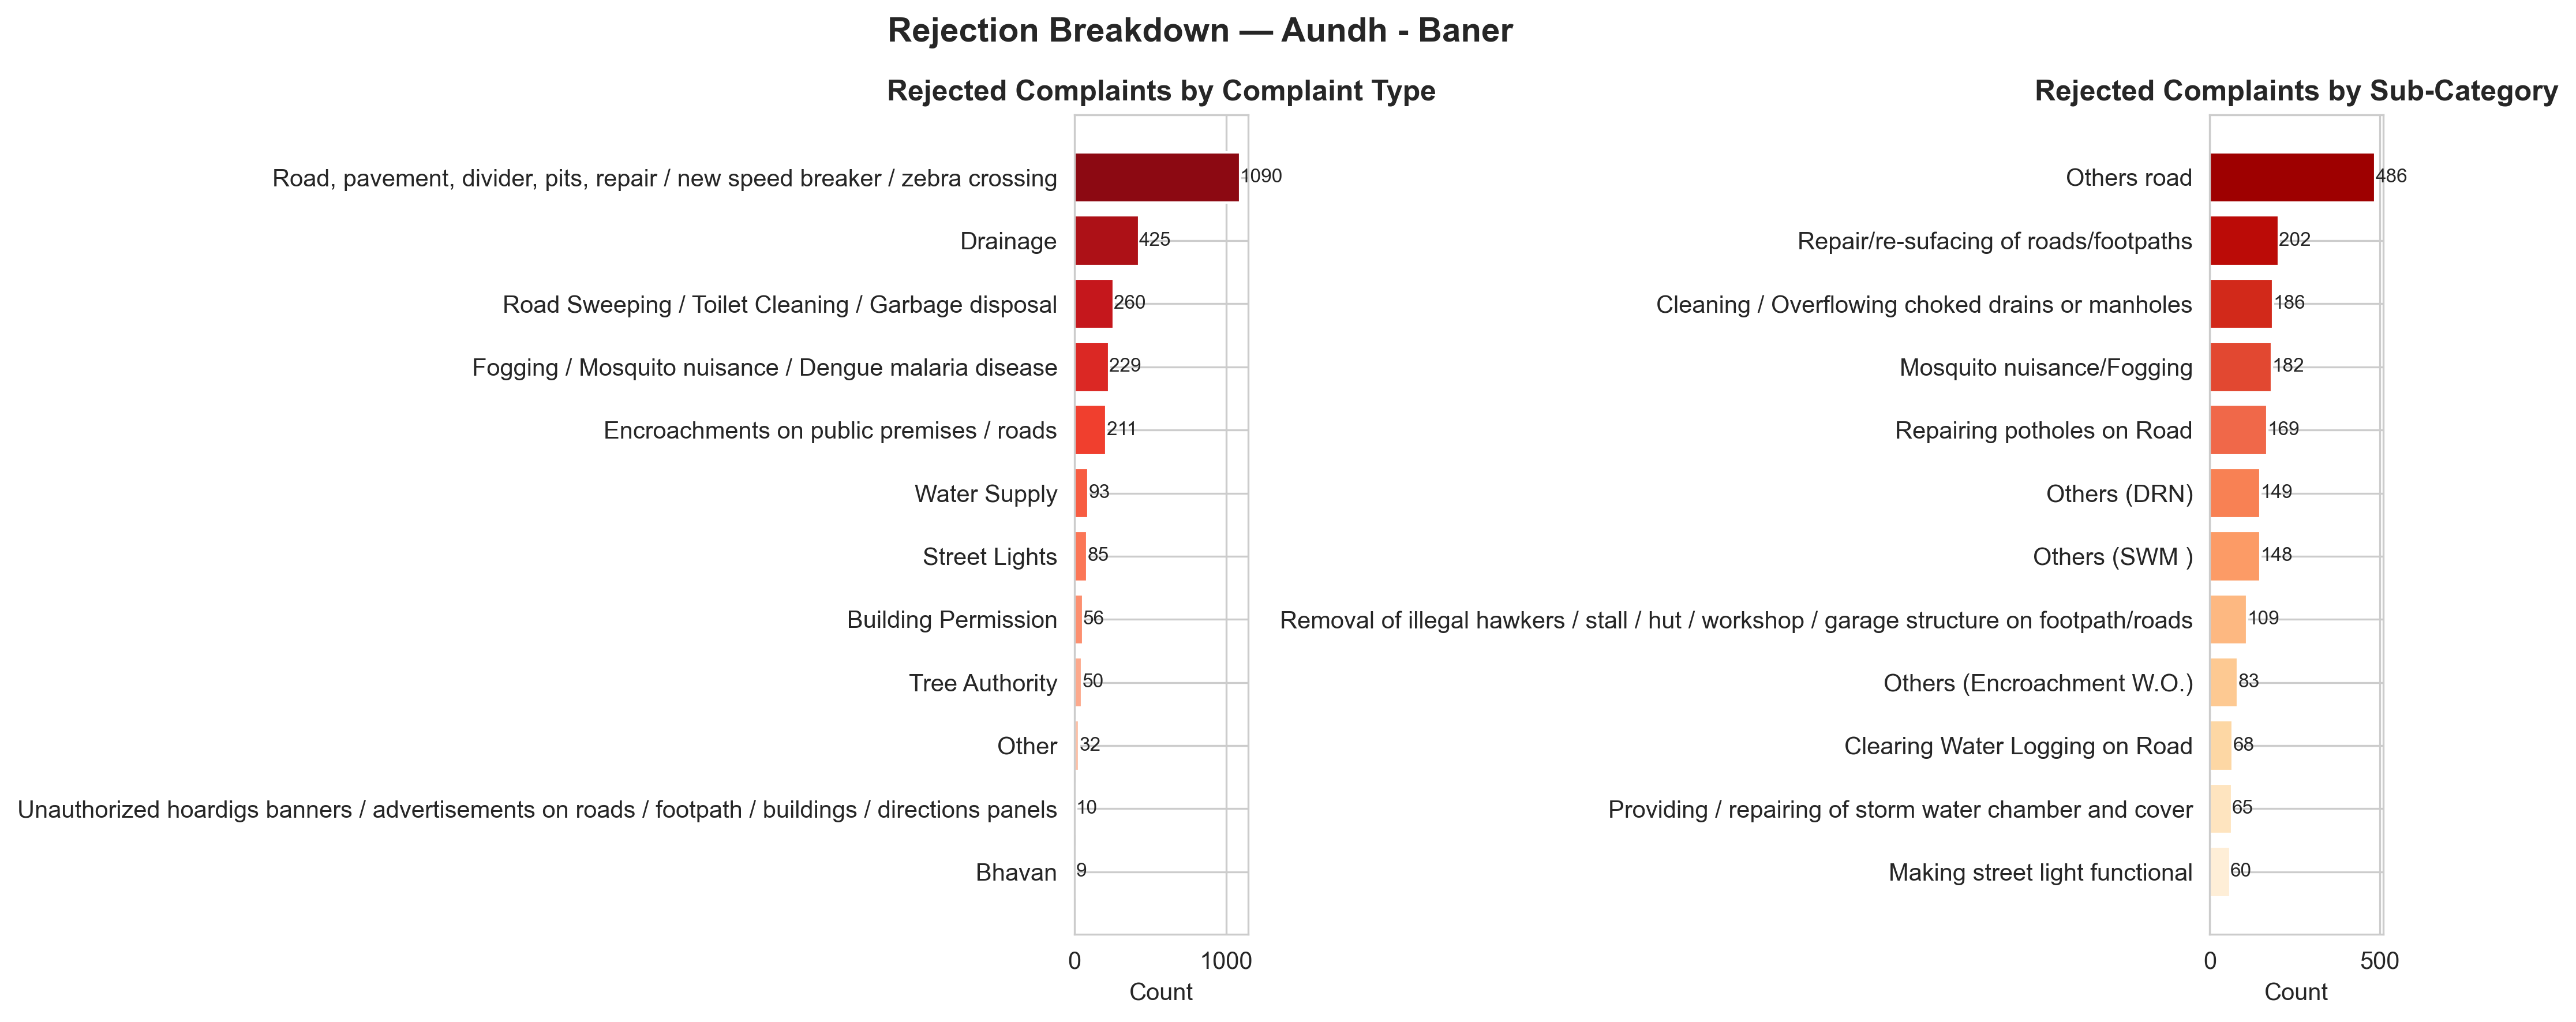 Rejection Breakdown — Aundh - Baner
Rejected Complaints by Complaint Type
Road, pavement, divider, pits, repair / new speed breaker / zebra crossing 1090
Drainage 425
Road Sweeping / Toilet Cleaning / Garbage disposal 260
Fogging / Mosquito nuisance / Dengue malaria disease 229
Encroachments on public premises / roads 211
Water Supply 93
Street Lights 85
Building Permission 56
Tree Authority 50
Other 32
Unauthorized hoardigs banners / advertisements on roads / footpath / buildings / directions panels 10
Bhavan 9
0 1000
Count
Rejected Complaints by Sub-Category
Others road 486
Repair/re-sufacing of roads/footpaths 202
Cleaning / Overflowing choked drains or manholes 186
Mosquito nuisance/Fogging 182
Repairing potholes on Road 169
Others (DRN) 149
Others (SWM ) 148
Removal of illegal hawkers / stall / hut / workshop / garage structure on footpath/roads 109
Others (Encroachment W.O.) 83
Clearing Water Logging on Road 68
Providing / repairing of storm water chamber and cover 65
Making street light functional 60
0 500
Count